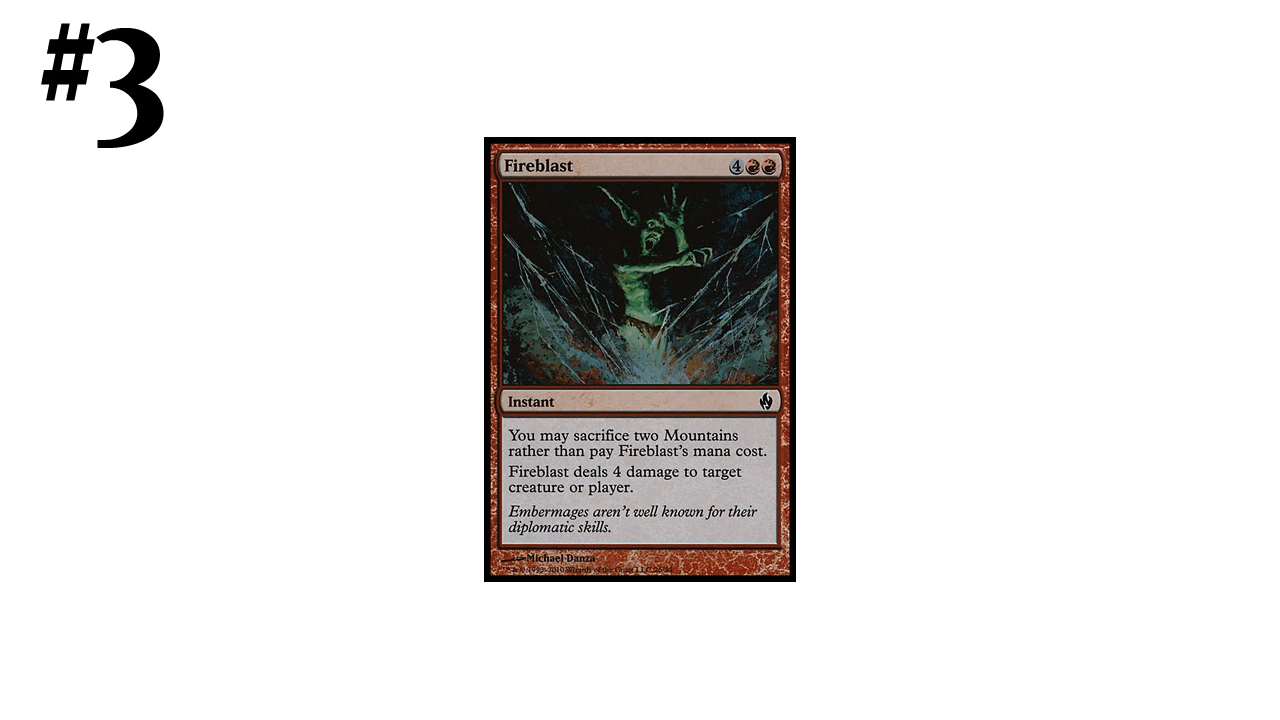 #3
Fireblast
4
Instant
You may sacrifice two Mountains
rather than pay Fireblast's mana cost.
Fireblast deals 4 damage to target
creature or player.
Embermages aren't well known for their
diplomatic skills.
Michael Danza